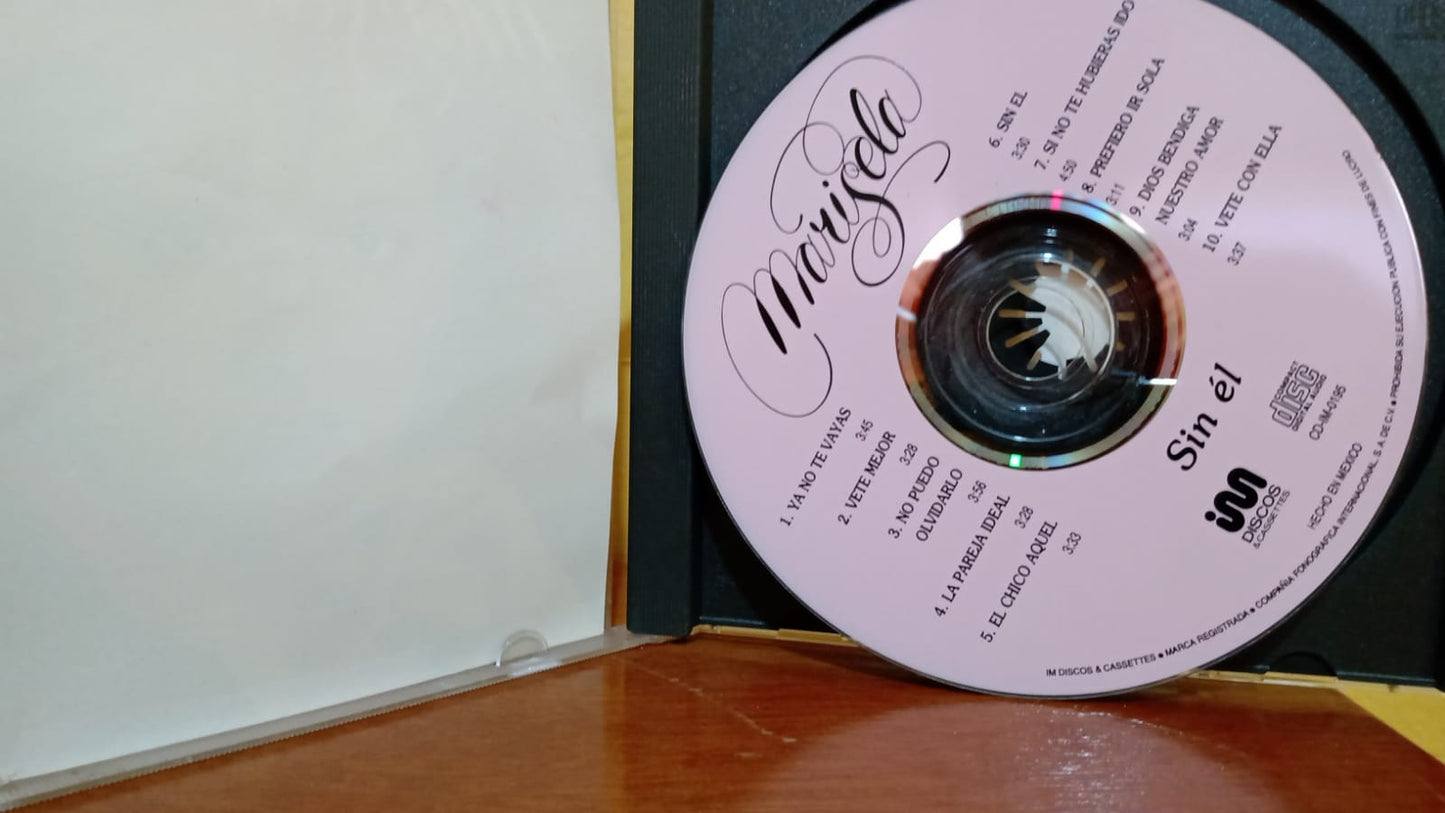 Marisela
1. YA NO TE VAYAS
3:45
2. VETE MEJOR
3:28
3. NO PUEDO
OLVIDARLO
3:56
4. LA PAREJA IDEAL
3:28
5. EL CHICO AQUEL
3:33
6. SIN EL
3:30
7. SI NO TE HUBIERAS IDO
4:50
8. PREFIERO IR SOLA
3:11
9. DIOS BENDIGA
NUESTRO AMOR
3:04
10. VETE CON ELLA
3:37
Sin él
iM
DISCOS
& CASSETTES
COMPACT
disc
DIGITAL AUDIO
CD-IM-0195
HECHO EN MEXICO
IM DISCOS & CASSETTES ● MARCA REGISTRADA ● COMPAÑIA FONOGRAFICA INTERNACIONAL, S.A. DE C.V. ● PROHIBIDA SU EJECUCION PUBLICA CON FINES DE LUCRO